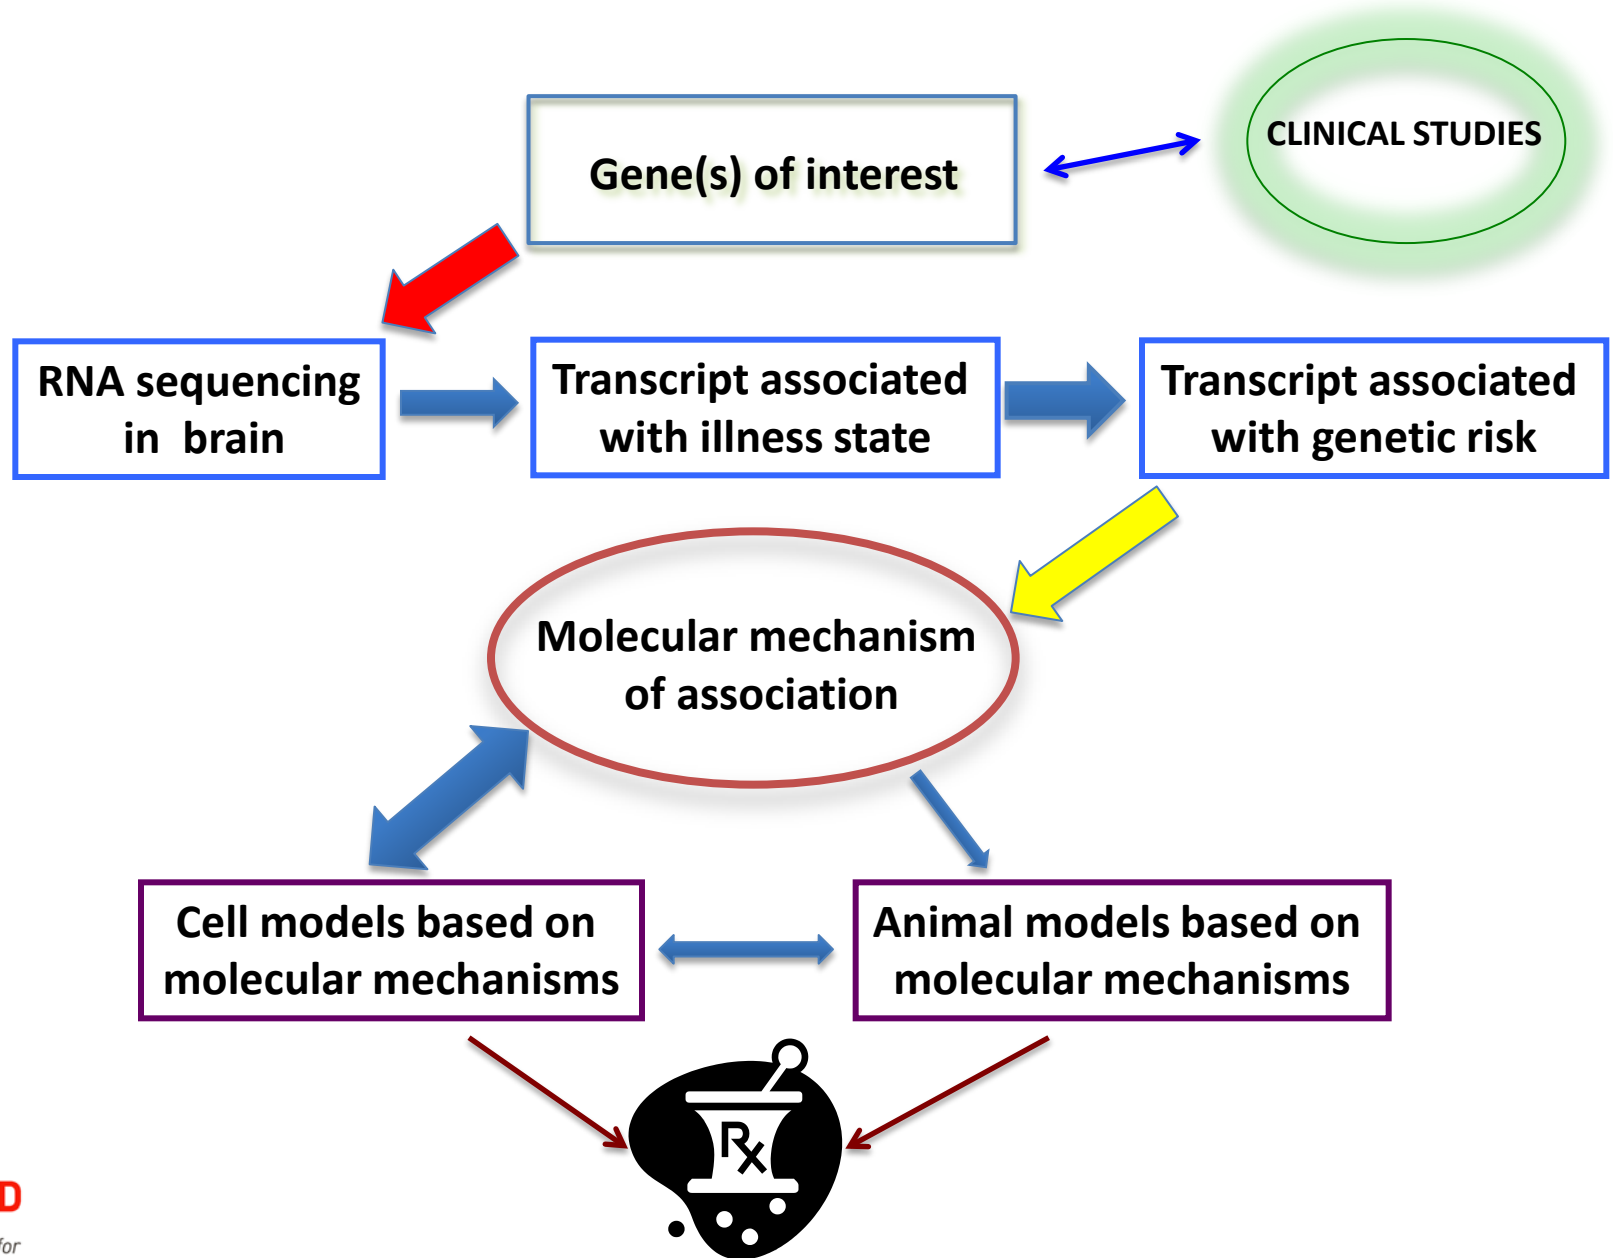 CLINICAL STUDIES
Gene(s) of interest
RNA sequencing
in brain
Transcript associated
with illness state
Transcript associated
with genetic risk
Molecular mechanism
of association
Cell models based on
molecular mechanisms
Animal models based on
molecular mechanisms
Rx
D
for